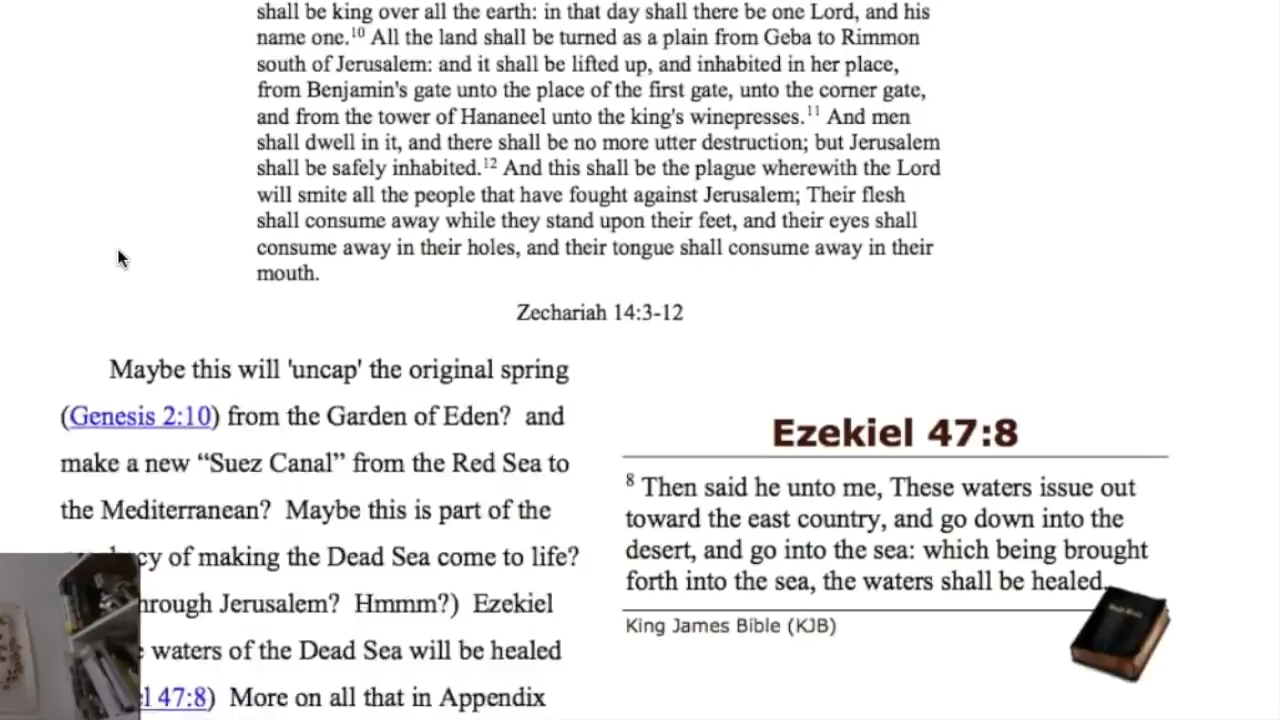 shall be king over all the earth: in that day shall there be one Lord, and his
name one.10 All the land shall be turned as a plain from Geba to Rimmon
south of Jerusalem: and it shall be lifted up, and inhabited in her place,
from Benjamin's gate unto the place of the first gate, unto the corner gate,
and from the tower of Hananeel unto the king's winepresses.11 And men
shall dwell in it, and there shall be no more utter destruction; but Jerusalem
shall be safely inhabited.12 And this shall be the plague wherewith the Lord
will smite all the people that have fought against Jerusalem; Their flesh
shall consume away while they stand upon their feet, and their eyes shall
consume away in their holes, and their tongue shall consume away in their
mouth.
Zechariah 14:3-12
Maybe this will 'uncap' the original spring
(Genesis 2:10) from the Garden of Eden?  and
make a new “Suez Canal” from the Red Sea to
the Mediterranean?  Maybe this is part of the
of making the Dead Sea come to life?
Jerusalem?  Hmmm?)  Ezekiel
waters of the Dead Sea will be healed
47:8)  More on all that in Appendix
Ezekiel 47:8
8 Then said he unto me, These waters issue out
toward the east country, and go down into the
desert, and go into the sea: which being brought
forth into the sea, the waters shall be healed.
King James Bible (KJB)